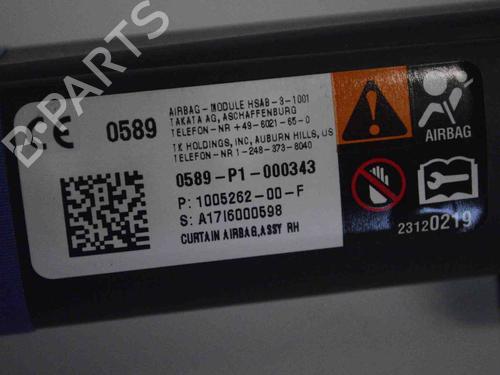 B-PARTS
CE 0589
AIRBAG-MODULE HSAB-3-1001
TAKATA AG, ASCHAFFENBURG
TELEFON-NR +49-6021-65-0
TK HOLDINGS, INC, AUBURN HILLS, US
TELEFON-NR 1-248-373-8040
0589-P1-000343
P: 1005262-00-F
S: A17I6000598
CURTAIN AIRBAG,ASSY RH
AIRBAG
23120219